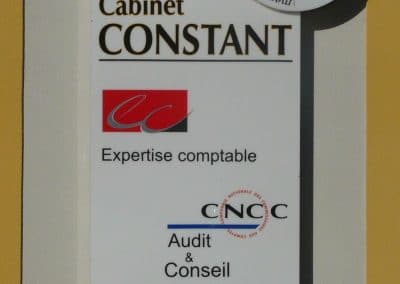 Cabinet
CONSTANT
Expertise comptable
CNCC
Audit
&
Conseil